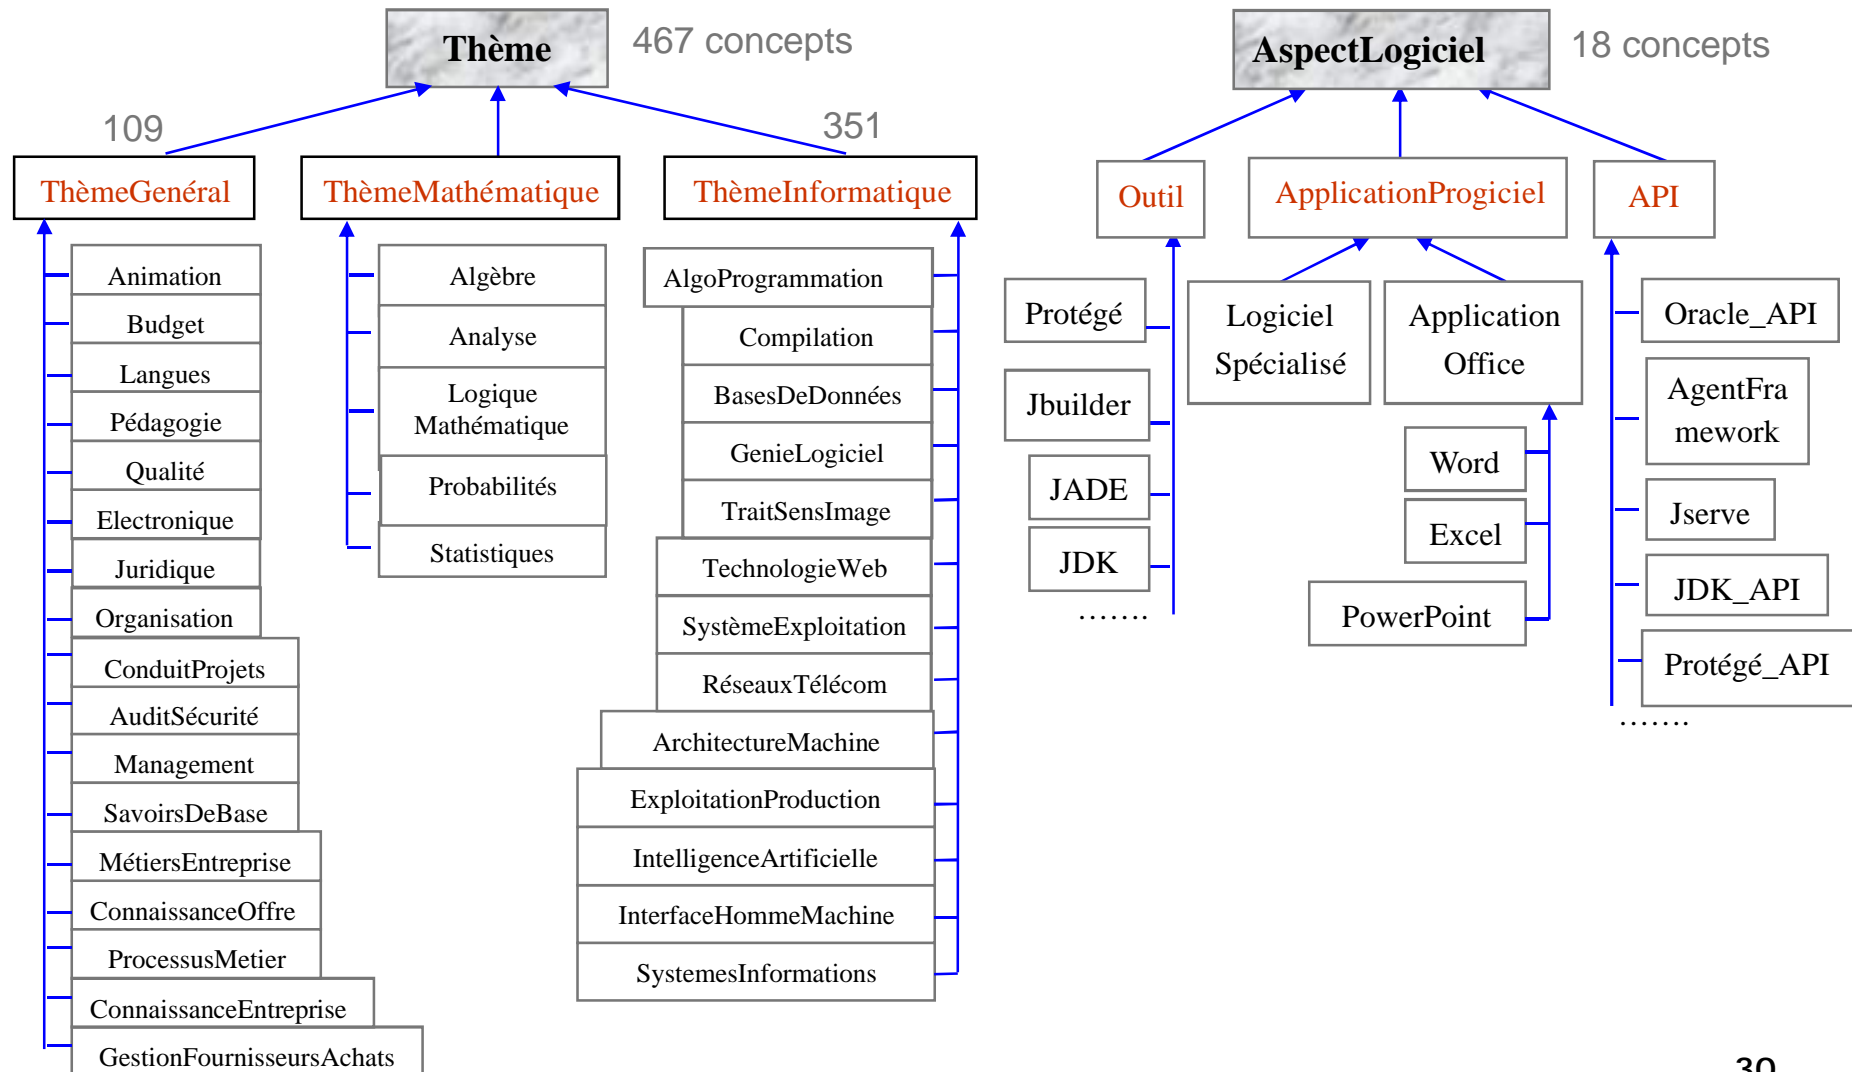 Thème
467 concepts
109
351
ThèmeGenéral
ThèmeMathématique
ThèmeInformatique
Animation
Budget
Langues
Pédagogie
Qualité
Electronique
Juridique
Organisation
ConduitProjets
AuditSécurité
Management
SavoirsDeBase
MétiersEntreprise
ConnaissanceOffre
ProcessusMetier
ConnaissanceEntreprise
GestionFournisseursAchats
Algèbre
Analyse
Logique
Mathématique
Probabilités
Statistiques
AlgoProgrammation
Compilation
BasesDeDonnées
GenieLogiciel
TraitSensImage
TechnologieWeb
SystèmeExploitation
RéseauxTélécom
ArchitectureMachine
ExploitationProduction
IntelligenceArtificielle
InterfaceHommeMachine
SystemesInformations
AspectLogiciel
18 concepts
Outil
ApplicationProgiciel
API
Protégé
Jbuilder
JADE
JDK
.......
Logiciel
Spécialisé
Application
Office
Word
Excel
PowerPoint
Oracle_API
AgentFra
mework
Jserve
JDK_API
Protégé_API
.......
30